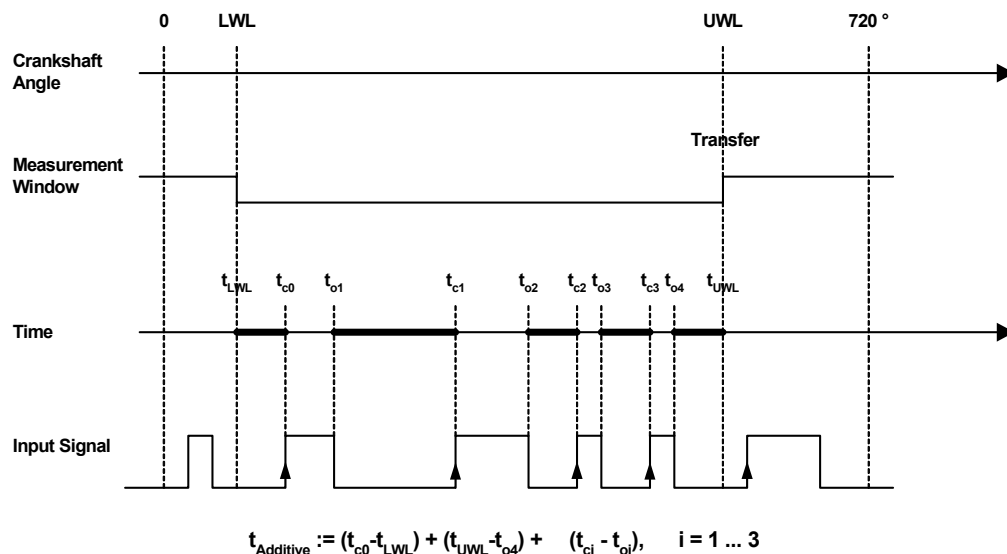 0 LWL UWL 720 °
Crankshaft
Angle
Transfer
Measurement
Window
t_LWL t_c0 t_o1 t_c1 t_o2 t_c2 t_o3 t_c3 t_o4 t_UWL
Time
Input Signal
t_Additive := (t_c0-t_LWL) + (t_UWL-t_o4) + (t_ci - t_oi), i = 1 ... 3